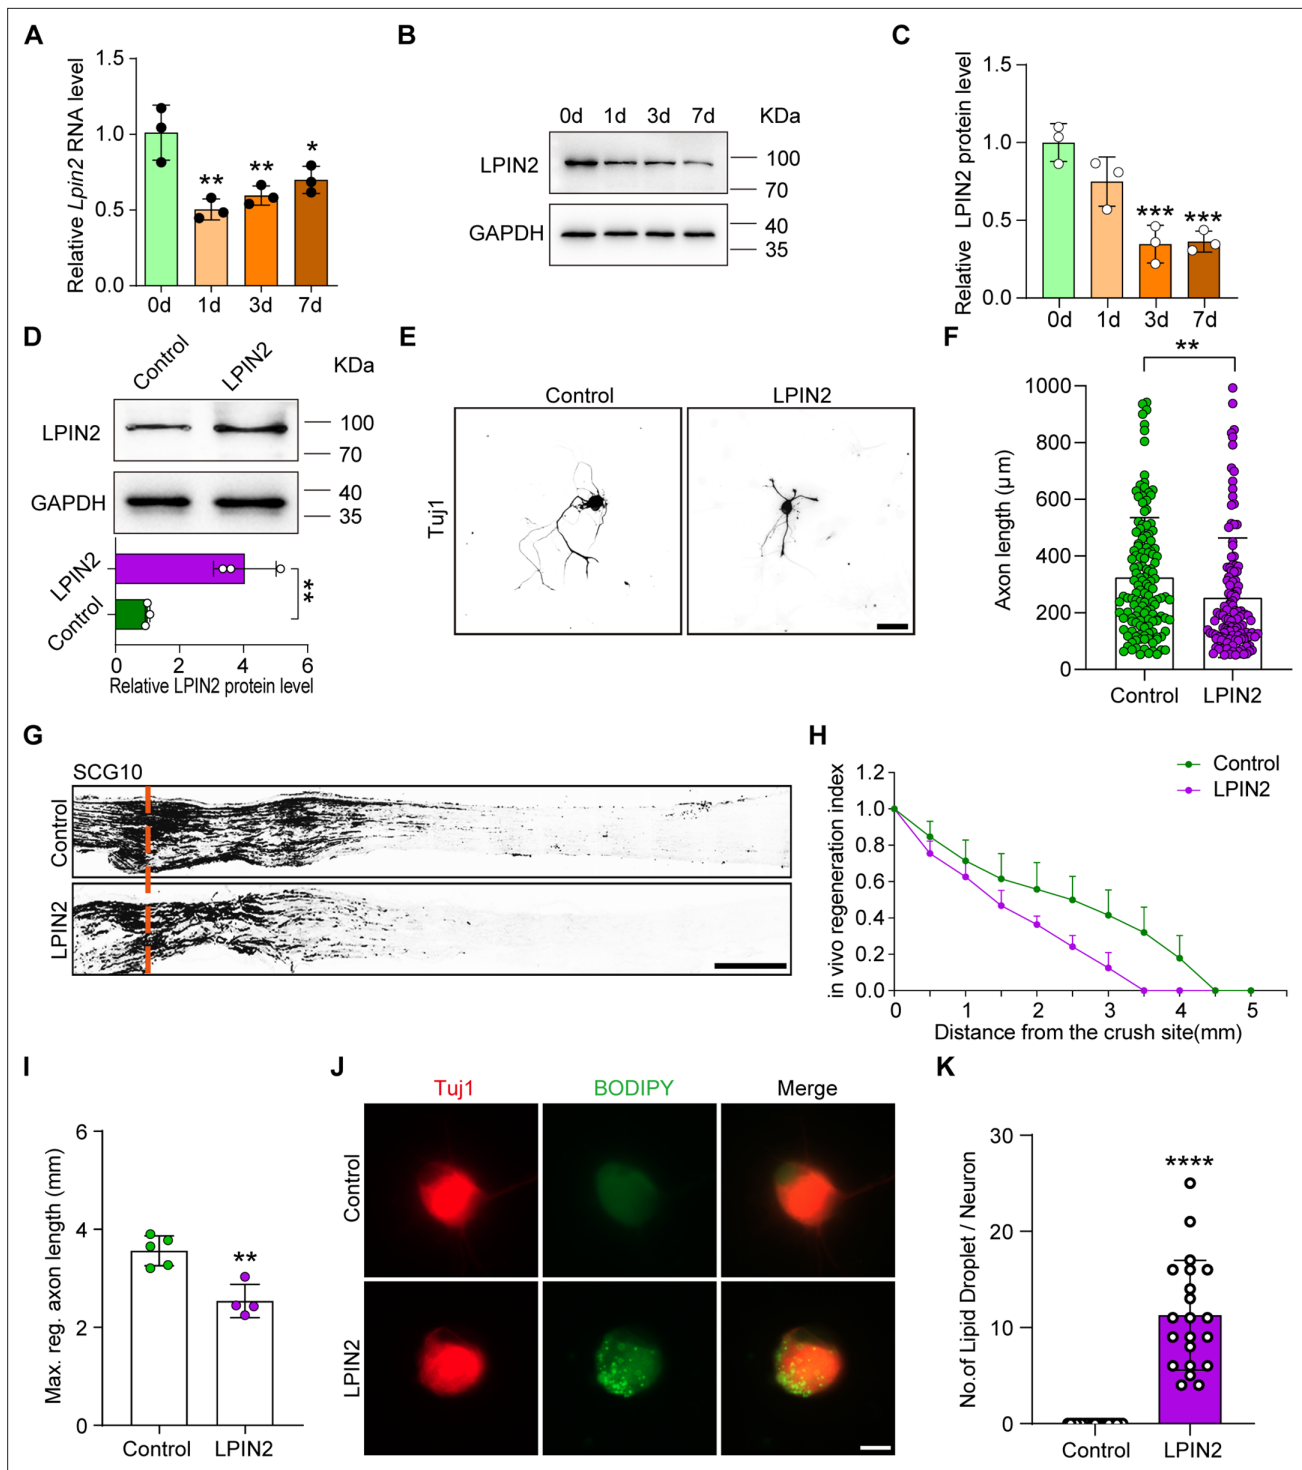 A
Relative Lpin2 RNA level
1.5
1.0
0.5
0.0
**
**
*
0d 1d 3d 7d
B
0d 1d 3d 7d KDa
LPIN2
100
70
GAPDH
40
35
C
Relative LPIN2 protein level
1.5
1.0
0.5
0.0
***
***
0d 1d 3d 7d
D
Control LPIN2 KDa
LPIN2
100
70
GAPDH
40
35
LPIN2
Control
**
0 2 4 6
Relative LPIN2 protein level
E
Control LPIN2
Tuj1
F
**
Axon length (μm)
1000
800
600
400
200
0
Control LPIN2
G
SCG10
Control
LPIN2
H
Control
LPIN2
in vivo regeneration index
1.2
1.0
0.8
0.6
0.4
0.2
0.0
0 1 2 3 4 5
Distance from the crush site(mm)
I
Max. reg. axon length (mm)
6
4
2
0
**
Control LPIN2
J
Tuj1 BODIPY Merge
Control
LPIN2
K
No.of Lipid Droplet / Neuron
30
20
10
0
****
Control LPIN2